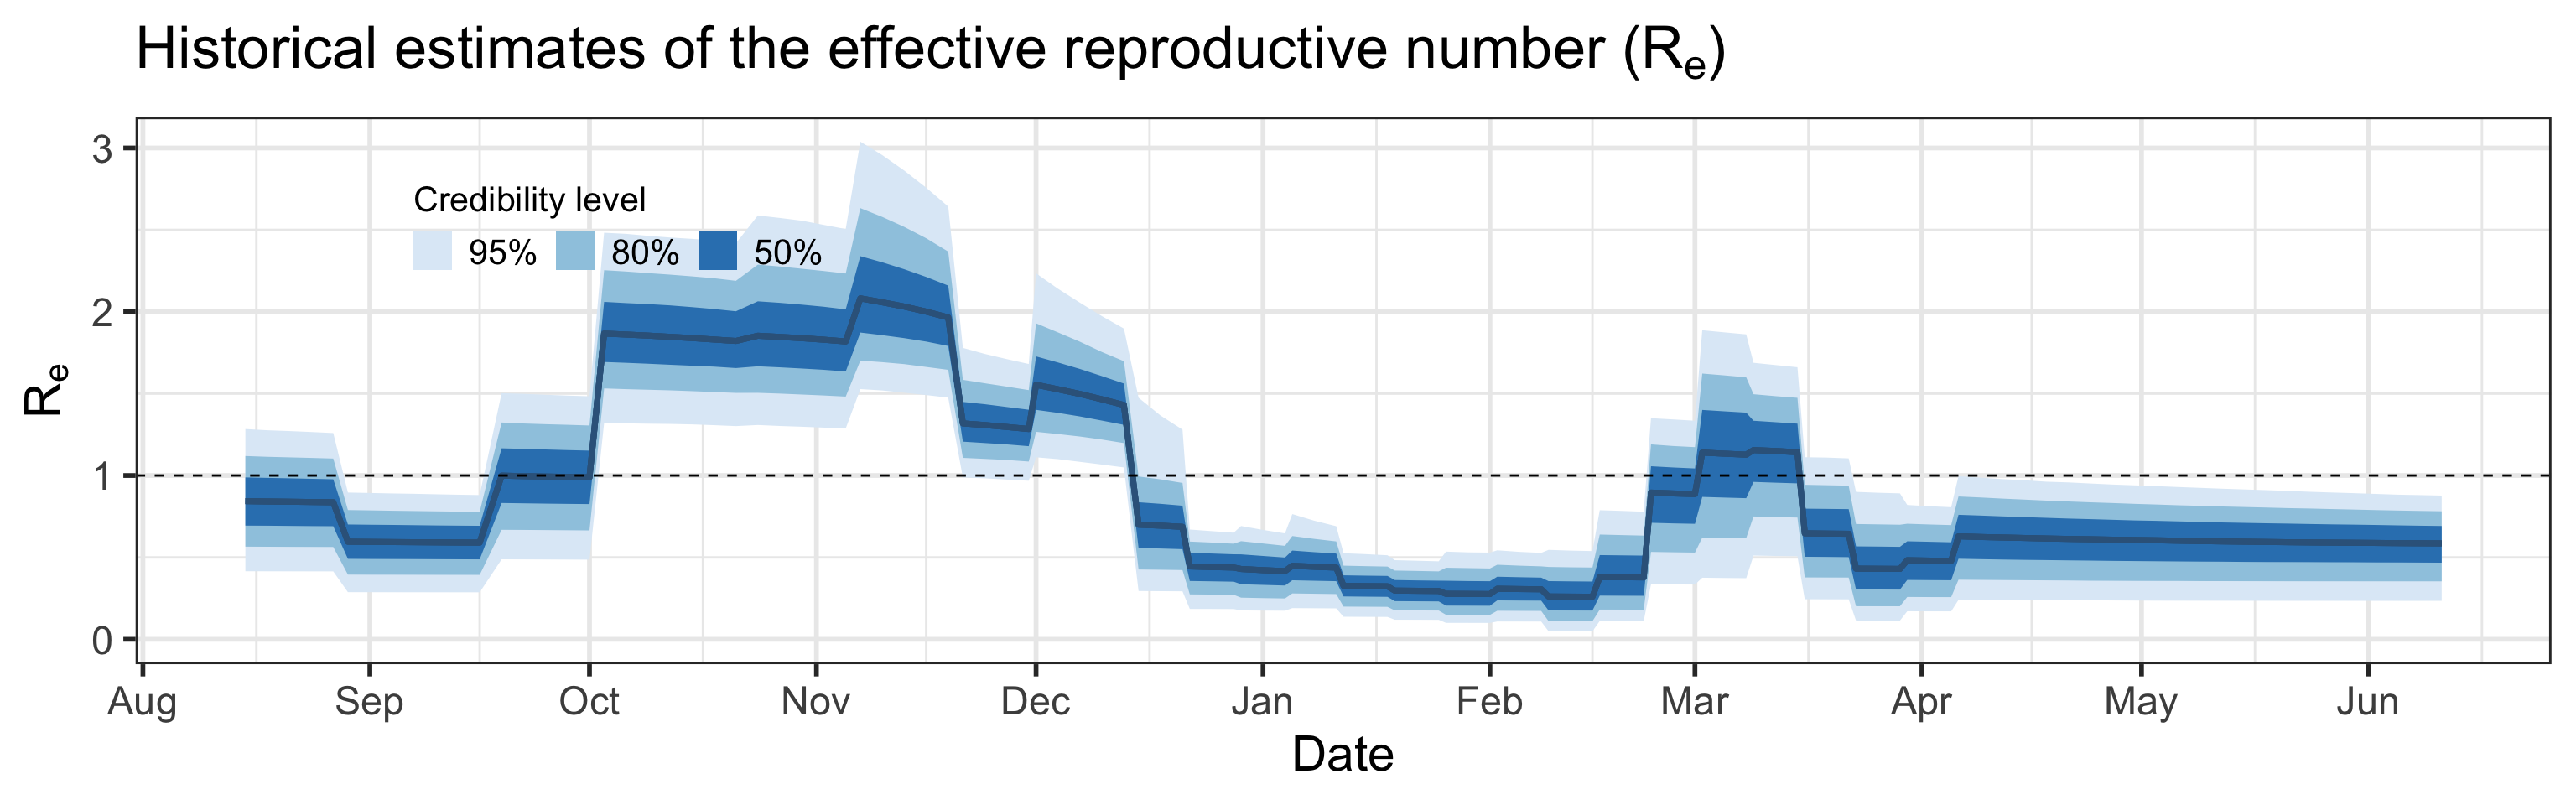 Historical estimates of the effective reproductive number (Re)
Credibility level
95% 80% 50%
3
2
1
0
Re
Aug Sep Oct Nov Dec Jan Feb Mar Apr May Jun
Date